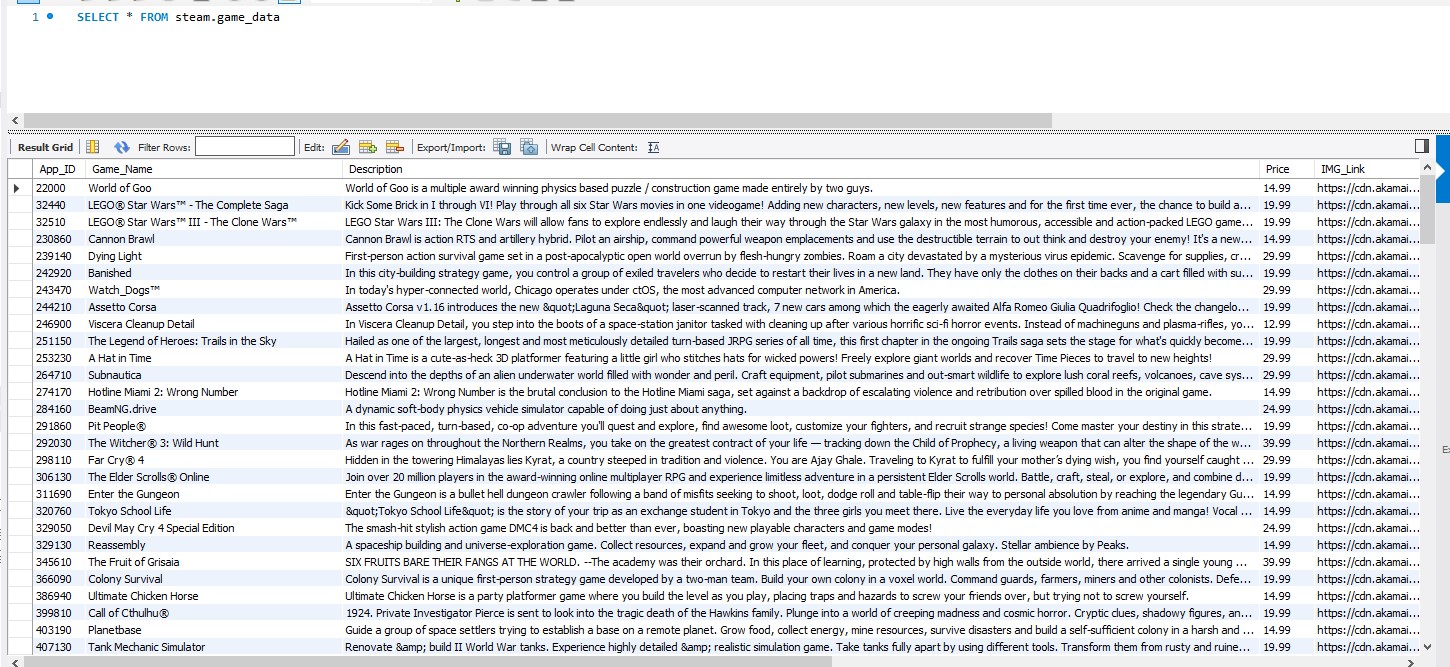 1 SELECT * FROM steam.game_data
Result Grid Filter Rows: Edit: Export/Import: Wrap Cell Content:
App_ID Game_Name Description Price IMG_Link
22000 World of Goo World of Goo is a multiple award winning physics based puzzle / construction game made entirely by two guys. 14.99 https://cdn.akamai...
32440 LEGO® Star Wars™ - The Complete Saga Kick Some Brick in I through VI! Play through all six Star Wars movies in one videogame! Adding new characters, new levels, new features and for the first time ever, the chance to build a... 19.99 https://cdn.akamai...
32510 LEGO® Star Wars™ III - The Clone Wars™ LEGO Star Wars III: The Clone Wars will allow fans to explore endlessly and laugh their way through the Star Wars galaxy in the most humorous, accessible and action-packed LEGO game... 19.99 https://cdn.akamai...
230860 Cannon Brawl Cannon Brawl is action RTS and artillery hybrid. Pilot an airship, command powerful weapon emplacements and use the destructible terrain to out think and destroy your enemy! It's a new... 14.99 https://cdn.akamai...
239140 Dying Light First-person action survival game set in a post-apocalyptic open world overrun by flesh-hungry zombies. Roam a city devastated by a mysterious virus epidemic. Scavenge for supplies, cr... 29.99 https://cdn.akamai...
242920 Banished In this city-building strategy game, you control a group of exiled travelers who decide to restart their lives in a new land. They have only the clothes on their backs and a cart filled with su... 19.99 https://cdn.akamai...
243470 Watch_Dogs™ In today's hyper-connected world, Chicago operates under ctOS, the most advanced computer network in America. 29.99 https://cdn.akamai...
244210 Assetto Corsa Assetto Corsa v1.16 introduces the new &quot;Laguna Seca&quot; laser-scanned track, 7 new cars among which the eagerly awaited Alfa Romeo Giulia Quadrifoglio! Check the changelo... 19.99 https://cdn.akamai...
246900 Viscera Cleanup Detail In Viscera Cleanup Detail, you step into the boots of a space-station janitor tasked with cleaning up after various horrific sci-fi horror events. Instead of machineguns and plasma-rifles, yo... 12.99 https://cdn.akamai...
251150 The Legend of Heroes: Trails in the Sky Hailed as one of the largest, longest and most meticulously detailed turn-based JRPG series of all time, this first chapter in the ongoing Trails saga sets the stage for what's quickly become... 19.99 https://cdn.akamai...
253230 A Hat in Time A Hat in Time is a cute-as-heck 3D platformer featuring a little girl who stitches hats for wicked powers! Freely explore giant worlds and recover Time Pieces to travel to new heights! 29.99 https://cdn.akamai...
264710 Subnautica Descend into the depths of an alien underwater world filled with wonder and peril. Craft equipment, pilot submarines and out-smart wildlife to explore lush coral reefs, volcanoes, cave sys... 29.99 https://cdn.akamai...
274170 Hotline Miami 2: Wrong Number Hotline Miami 2: Wrong Number is the brutal conclusion to the Hotline Miami saga, set against a backdrop of escalating violence and retribution over spilled blood in the original game. 14.99 https://cdn.akamai...
284160 BeamNG.drive A dynamic soft-body physics vehicle simulator capable of doing just about anything. 24.99 https://cdn.akamai...
291860 Pit People® In this fast-paced, turn-based, co-op adventure you'll quest and explore, find awesome loot, customize your fighters, and recruit strange species! Come master your destiny in this strate... 19.99 https://cdn.akamai...
292030 The Witcher® 3: Wild Hunt As war rages on throughout the Northern Realms, you take on the greatest contract of your life — tracking down the Child of Prophecy, a living weapon that can alter the shape of the w... 39.99 https://cdn.akamai...
298110 Far Cry® 4 Hidden in the towering Himalayas lies Kyrat, a country steeped in tradition and violence. You are Ajay Ghale. Traveling to Kyrat to fulfill your mother’s dying wish, you find yourself caught ... 29.99 https://cdn.akamai...
306130 The Elder Scrolls® Online Join over 20 million players in the award-winning online multiplayer RPG and experience limitless adventure in a persistent Elder Scrolls world. Battle, craft, steal, or explore, and combine d... 19.99 https://cdn.akamai...
311690 Enter the Gungeon Enter the Gungeon is a bullet hell dungeon crawler following a band of misfits seeking to shoot, loot, dodge roll and table-flip their way to personal absolution by reaching the legendary Gu... 14.99 https://cdn.akamai...
320760 Tokyo School Life &quot;Tokyo School Life&quot; is the story of your trip as an exchange student in Tokyo and the three girls you meet there. Live the everyday life you love from anime and manga! Vocal ... 14.99 https://cdn.akamai...
329050 Devil May Cry 4 Special Edition The smash-hit stylish action game DMC4 is back and better than ever, boasting new playable characters and game modes! 24.99 https://cdn.akamai...
329130 Reassembly A spaceship building and universe-exploration game. Collect resources, expand and grow your fleet, and conquer your personal galaxy. Stellar ambience by Peaks. 14.99 https://cdn.akamai...
345610 The Fruit of Grisaia SIX FRUITS BARE THEIR FANGS AT THE WORLD. --The academy was their orchard. In this place of learning, protected by high walls from the outside world, there arrived a single young ... 39.99 https://cdn.akamai...
366090 Colony Survival Colony Survival is a unique first-person strategy game developed by a two-man team. Build your own colony in a voxel world. Command guards, farmers, miners and other colonists. Defe... 19.99 https://cdn.akamai...
386940 Ultimate Chicken Horse Ultimate Chicken Horse is a party platformer game where you build the level as you play, placing traps and hazards to screw your friends over, but trying not to screw yourself. 14.99 https://cdn.akamai...
399810 Call of Cthulhu® 1924. Private Investigator Pierce is sent to look into the tragic death of the Hawkins family. Plunge into a world of creeping madness and cosmic horror. Cryptic clues, shadowy figures, an... 19.99 https://cdn.akamai...
403190 Planetbase Guide a group of space settlers trying to establish a base on a remote planet. Grow food, collect energy, mine resources, survive disasters and build a self-sufficient colony in a harsh and ... 14.99 https://cdn.akamai...
407130 Tank Mechanic Simulator Renovate &amp; build II World War tanks. Experience highly detailed &amp; realistic simulation game. Take tanks fully apart by using different tools. Transform them from rusty and ruine... 19.99 https://cdn.akamai...